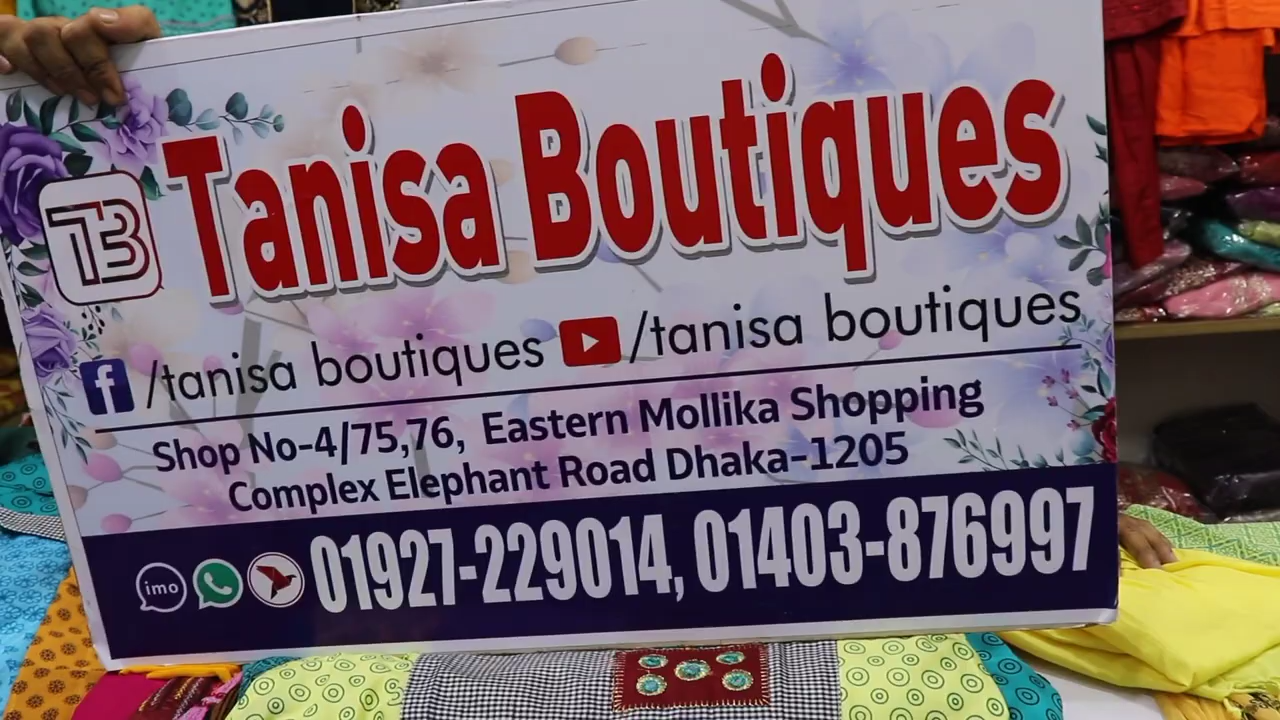 Tanisa Boutiques
TB
f /tanisa boutiques /tanisa boutiques
Shop No-4/75,76, Eastern Mollika Shopping
Complex Elephant Road Dhaka-1205
imo 01927-229014, 01403-876997